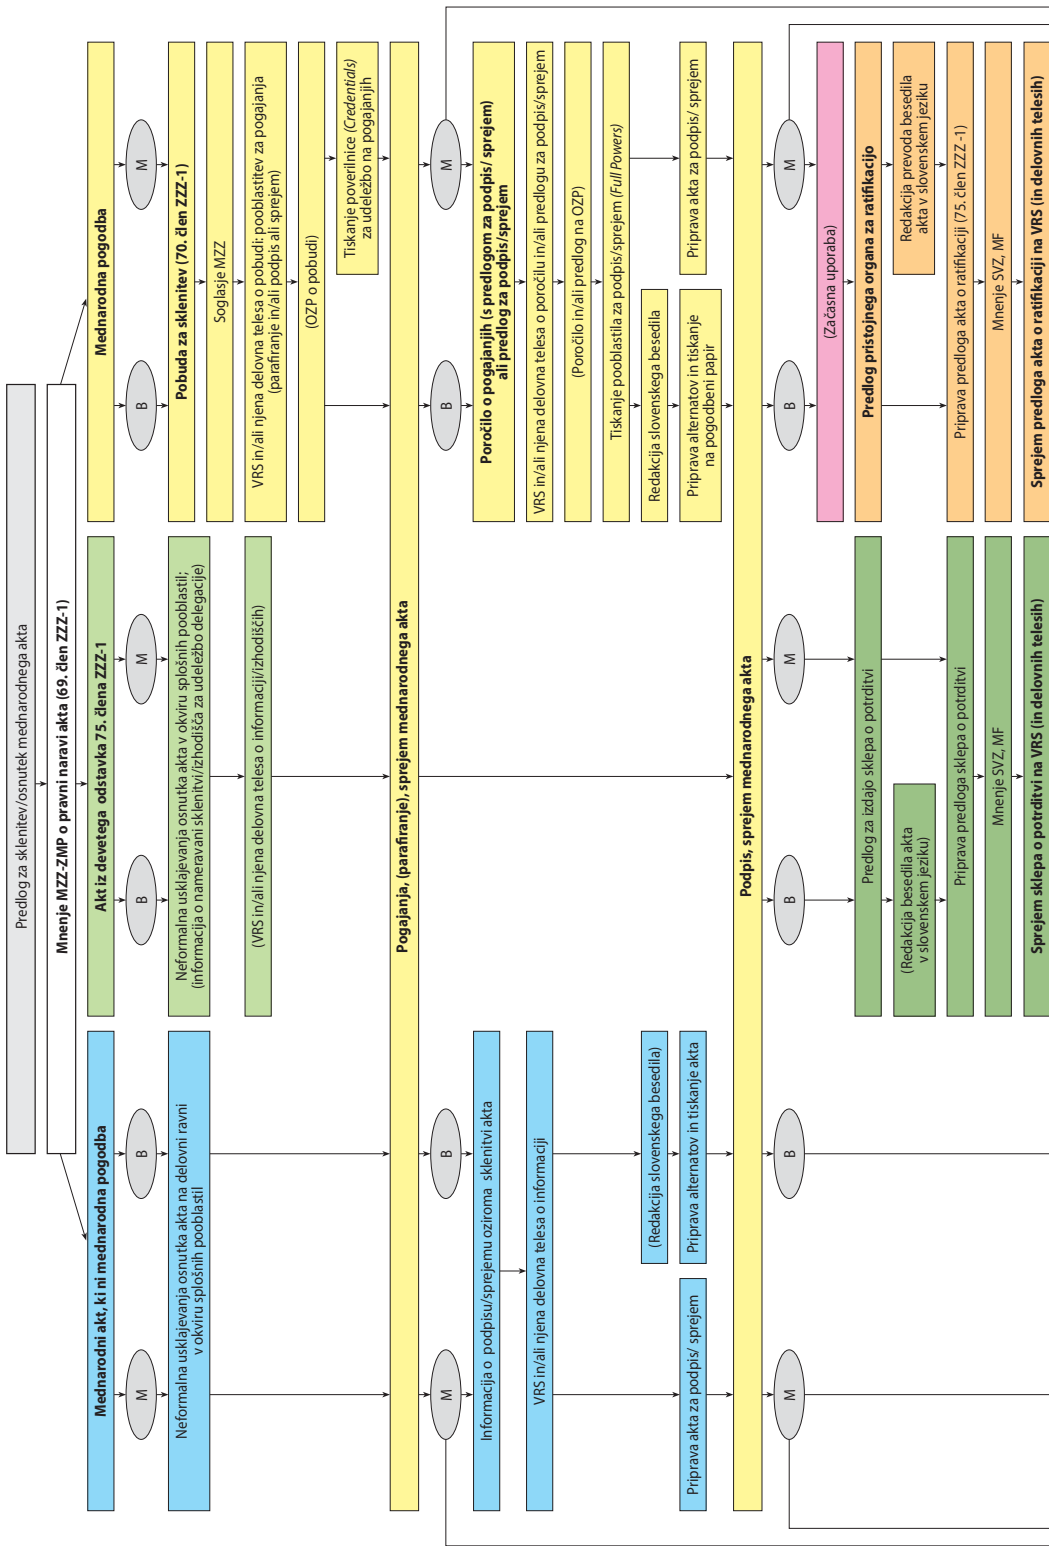 Predlog za sklenitev/osnutek mednarodnega akta
Mnenje MZZ-ZMP o pravni naravi akta (69. člen ZZZ-1)
Mednarodni akt, ki ni mednarodna pogodba
Akt iz devetega odstavka 75. člena ZZZ-1
Mednarodna pogodba
M
B
B
M
B
M
Neformalna usklajevanja osnutka akta na delovni ravni
v okviru splošnih pooblastil
Neformalna usklajevanja osnutka akta v okviru splošnih pooblastil;
(informacija o nameravani sklenitvi/izhodišča za udeležbo delegacije)
(VRS in/ali njena delovna telesa o informaciji/izhodiščih)
Pobuda za sklenitev (70. člen ZZZ-1)
Soglasje MZZ
VRS in/ali njena delovna telesa o pobudi: pooblastitev za pogajanja
(parafiranje in/ali podpis ali sprejem)
(OZP o pobudi)
Tiskanje poverilnice (Credentials)
za udeležbo na pogajanjih
Pogajanja, (parafiranje), sprejem mednarodnega akta
M
B
B
M
Informacija o podpisu/sprejemu oziroma sklenitvi akta
VRS in/ali njena delovna telesa o informaciji
(Redakcija slovenskega besedila)
Priprava akta za podpis/ sprejem
Priprava alternatov in tiskanje akta
Poročilo o pogajanjih (s predlogom za podpis/ sprejem)
ali predlog za podpis/sprejem
VRS in/ali njena delovna telesa o poročilu in/ali predlogu za podpis/sprejem
(Poročilo in/ali predlog na OZP)
Tiskanje pooblastila za podpis/sprejem (Full Powers)
Redakcija slovenskega besedila
Priprava alternatov in tiskanje
na pogodbeni papir
Priprava akta za podpis/ sprejem
Podpis, sprejem mednarodnega akta
M
B
B
M
B
M
Predlog za izdajo sklepa o potrditvi
(Redakcija besedila akta
v slovenskem jeziku)
Priprava predloga sklepa o potrditvi
Mnenje SVZ, MF
Sprejem sklepa o potrditvi na VRS (in delovnih telesih)
(Začasna uporaba)
Predlog pristojnega organa za ratifikacijo
Redakcija prevoda besedila
akta v slovenskem jeziku
Priprava predloga akta o ratifikaciji (75. člen ZZZ -1)
Mnenje SVZ, MF
Sprejem predloga akta o ratifikaciji na VRS (in delovnih telesih)